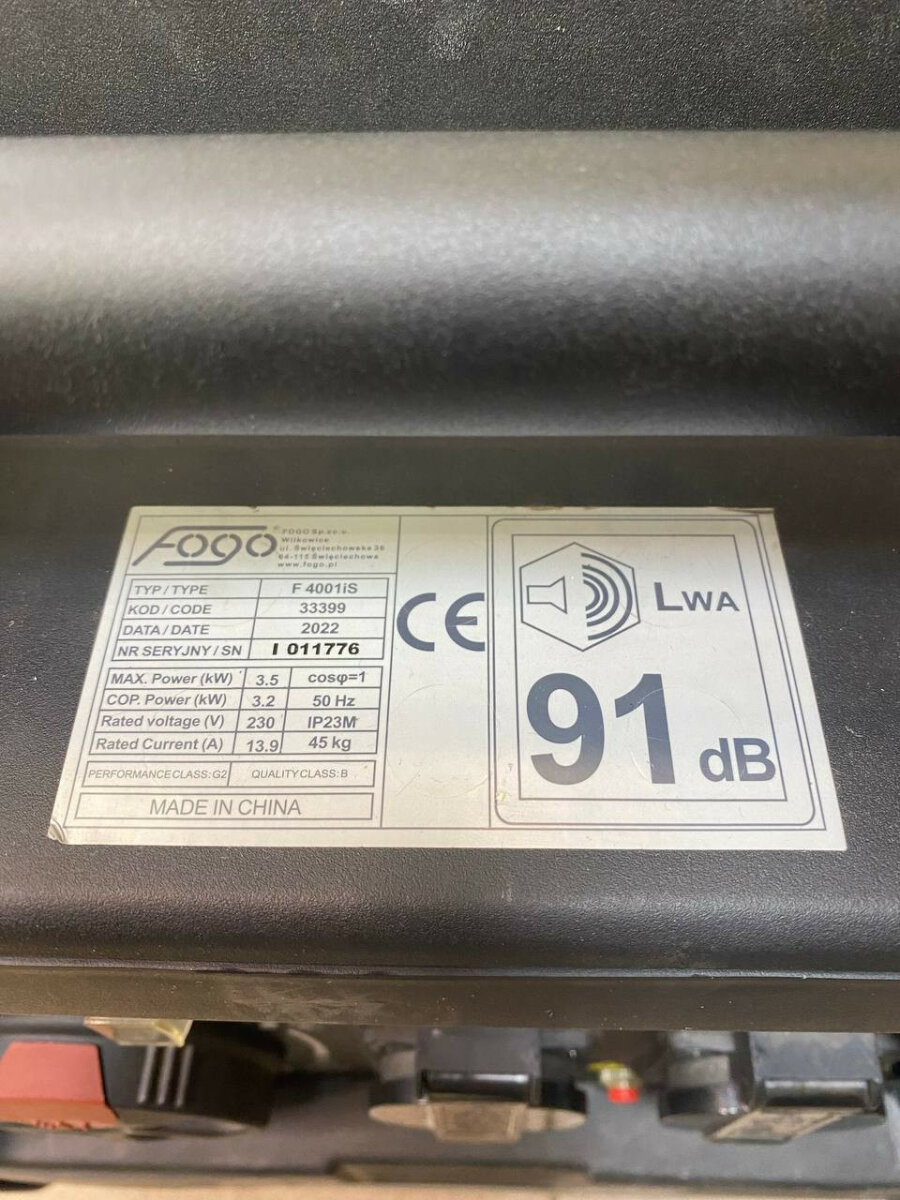 FOGO® FOGO Sp. z o.o.
Wilkowice
ul. Święciechowska 36
64-115 Święciechowa
www.fogo.pl
TYP / TYPE F 4001iS
KOD / CODE 33399
DATA / DATE 2022
NR SERYJNY / SN I 011776
MAX. Power (kW) 3.5 cosφ=1
COP. Power (kW) 3.2 50 Hz
Rated voltage (V) 230 IP23M
Rated Current (A) 13.9 45 kg
PERFORMANCE CLASS: G2 QUALITY CLASS: B
MADE IN CHINA
CE
LWA
91 dB